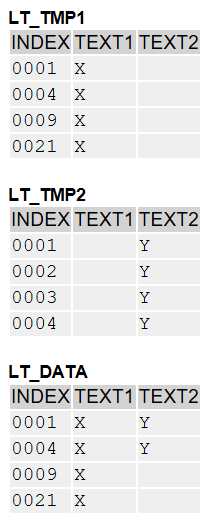 LT_TMP1
INDEX TEXT1 TEXT2
0001 X
0004 X
0009 X
0021 X
LT_TMP2
INDEX TEXT1 TEXT2
0001 Y
0002 Y
0003 Y
0004 Y
LT_DATA
INDEX TEXT1 TEXT2
0001 X Y
0004 X Y
0009 X
0021 X